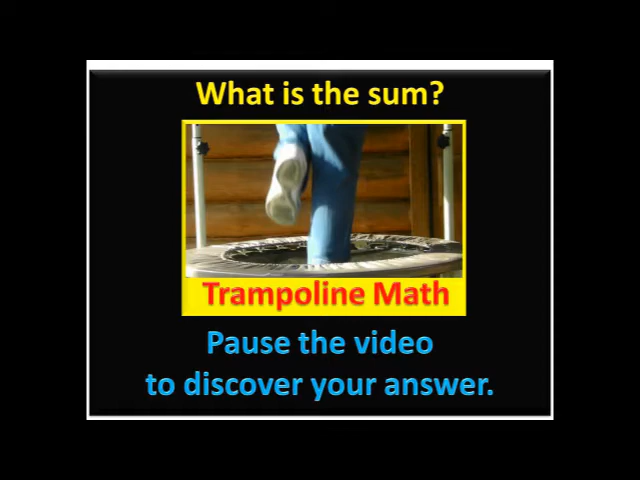 What is the sum?
Trampoline Math
Pause the video
to discover your answer.